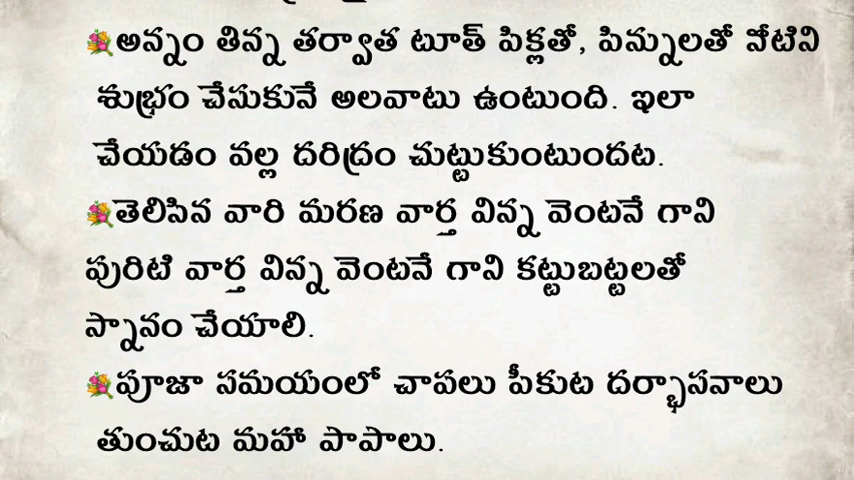 💐అన్నం తిన్న తర్వాత టూత్ పిక్లతో, పిన్నులతో నోటిని
శుభ్రం చేసుకునే అలవాటు ఉంటుంది. ఇలా
చేయడం వల్ల దరిద్రం చుట్టుకుంటుందట.
💐తెలిసిన వారి మరణ వార్త విన్న వెంటనే గాని
పురిటి వార్త విన్న వెంటనే గాని కట్టుబట్టలతో
స్నానం చేయాలి.
💐పూజా సమయంలో చాపలు పీకుట దర్భాసనాలు
తుంచుట మహా పాపాలు.